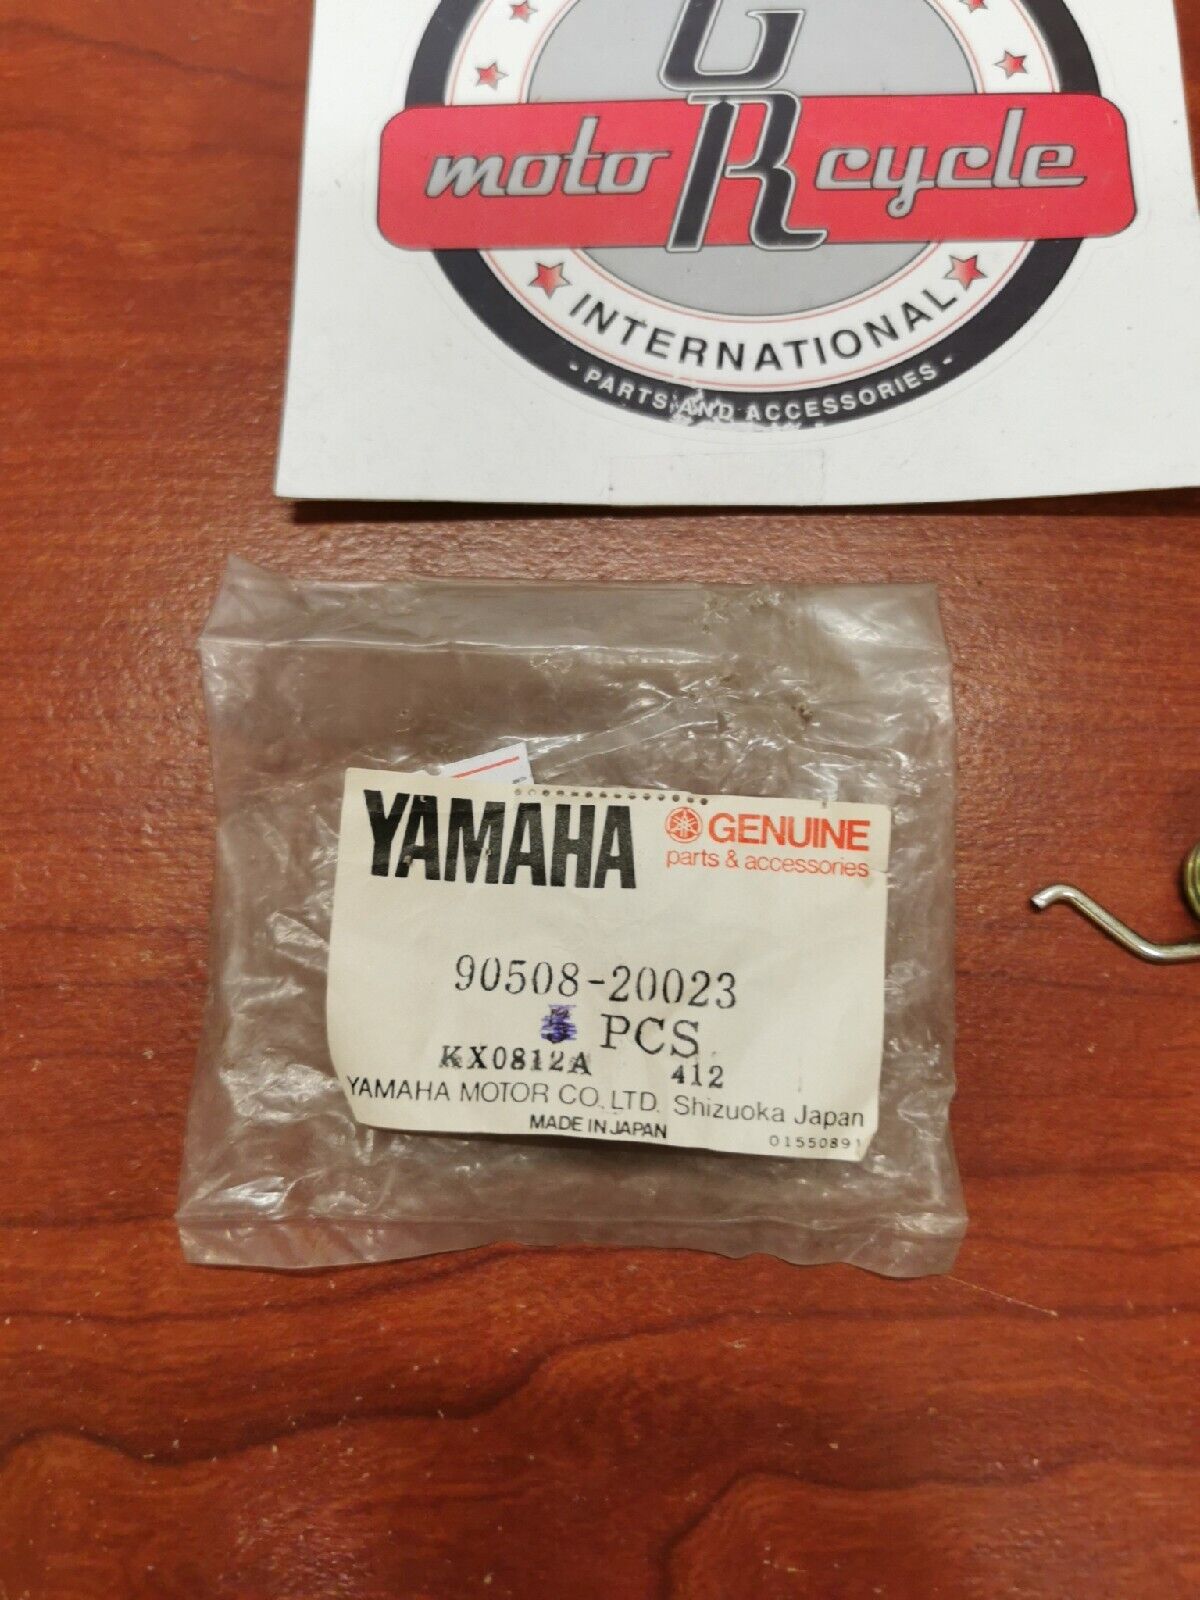 GR
moto cycle
INTERNATIONAL
- PARTS AND ACCESSORIES -
YAMAHA
GENUINE
parts & accessories
90508-20023
PCS
KX0812A 412
YAMAHA MOTOR CO., LTD. Shizuoka Japan
MADE IN JAPAN
01550891